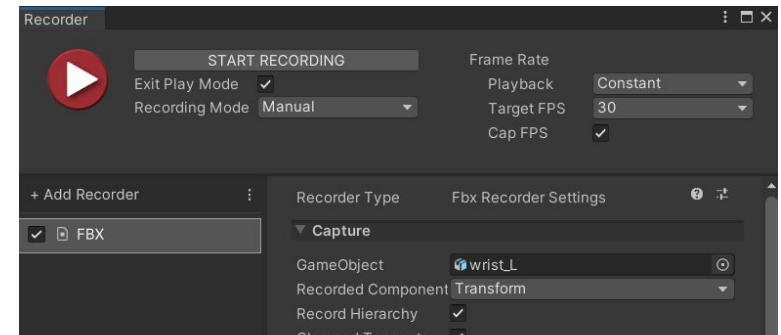 Recorder
START RECORDING
Exit Play Mode
Recording Mode Manual
Frame Rate
Playback Constant
Target FPS 30
Cap FPS
+ Add Recorder
FBX
Recorder Type Fbx Recorder Settings
Capture
GameObject wrist_L
Recorded Component Transform
Record Hierarchy